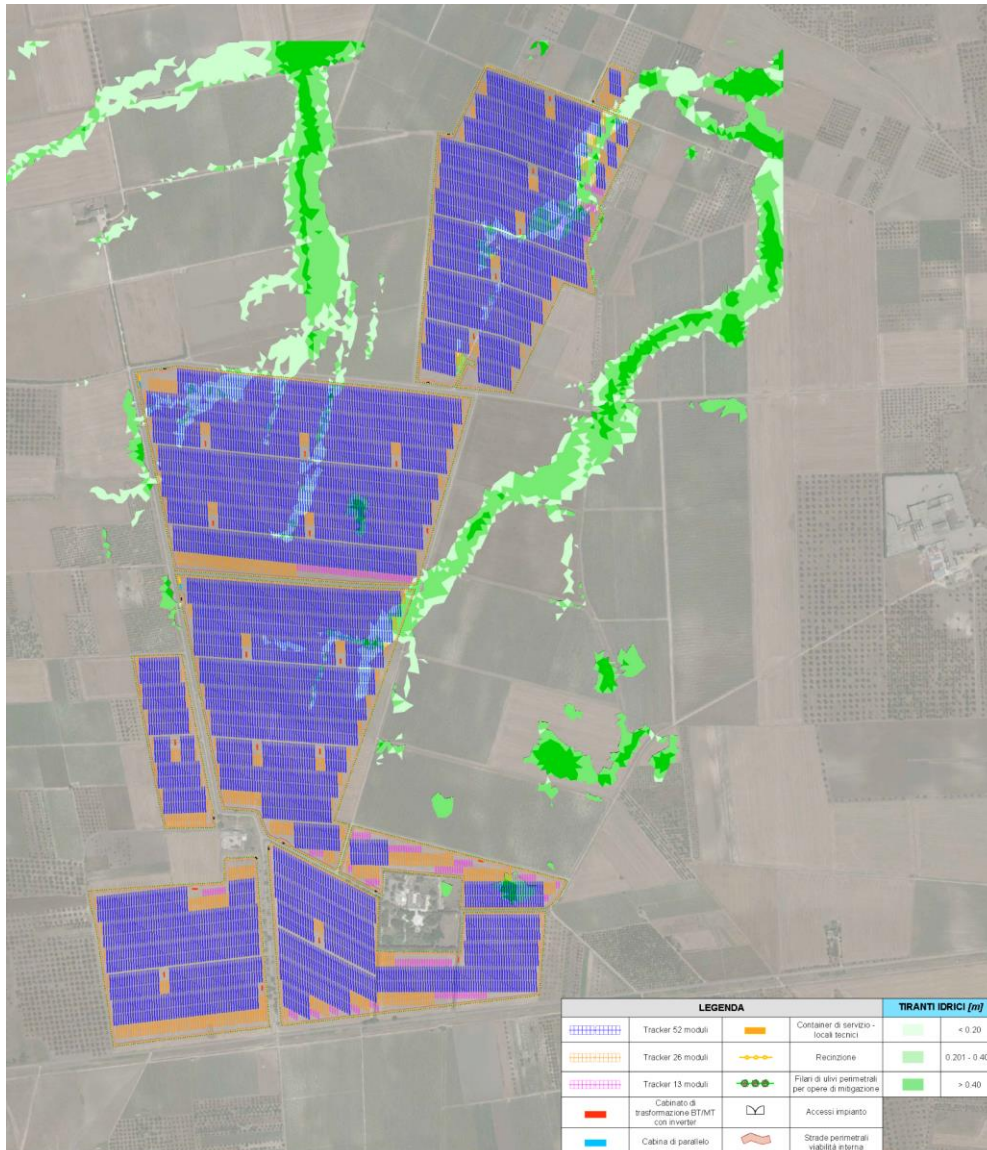 LEGENDA
TIRANTI IDRICI [m]
Tracker 52 moduli
Container di servizio -
locali tecnici
< 0.20
Tracker 26 moduli
Recinzione
0.201 - 0.40
Tracker 13 moduli
Filari di ulivi perimetrali
per opere di mitigazione
> 0.40
Cabinato di
trasformazione BT/MT
con inverter
Accessi impianto
Cabina di parallelo
Strade perimetrali
viabilità interna